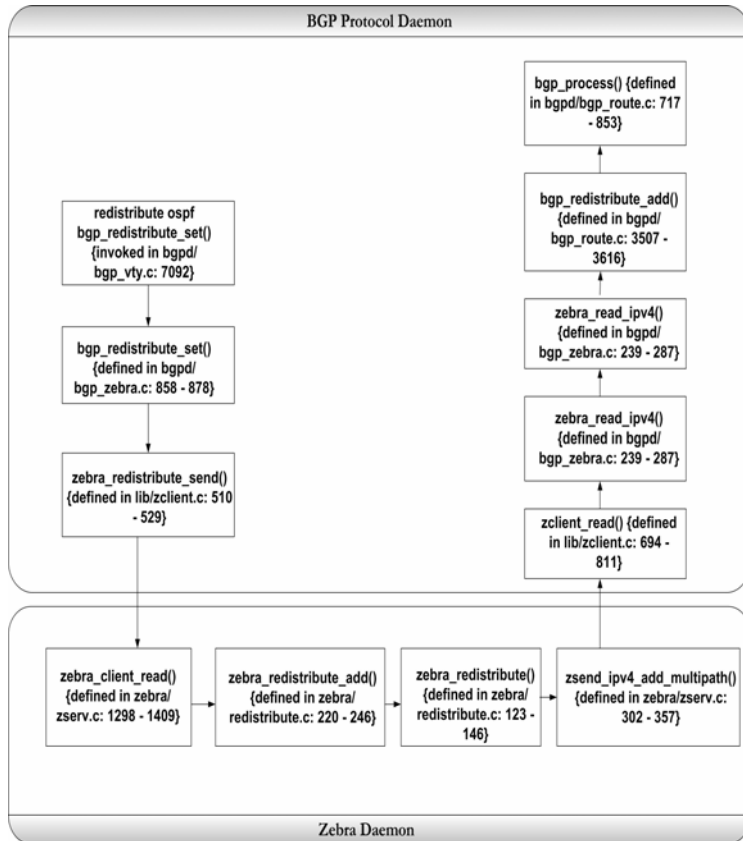 BGP Protocol Daemon
redistribute ospf
bgp_redistribute_set()
{invoked in bgpd/
bgp_vty.c: 7092}
bgp_redistribute_set()
{defined in bgpd/
bgp_zebra.c: 858 - 878}
zebra_redistribute_send()
{defined in lib/zclient.c: 510
- 529}
zebra_client_read()
{defined in zebra/
zserv.c: 1298 - 1409}
zebra_redistribute_add()
{defined in zebra/
redistribute.c: 220 - 246}
zebra_redistribute()
{defined in zebra/
redistribute.c: 123 -
146}
zsend_ipv4_add_multipath()
{defined in zebra/zserv.c:
302 - 357}
zclient_read() {defined
in lib/zclient.c: 694 -
811}
zebra_read_ipv4()
{defined in bgpd/
bgp_zebra.c: 239 - 287}
zebra_read_ipv4()
{defined in bgpd/
bgp_zebra.c: 239 - 287}
bgp_redistribute_add()
{defined in bgpd/
bgp_route.c: 3507 -
3616}
bgp_process() {defined
in bgpd/bgp_route.c: 717
- 853}
Zebra Daemon